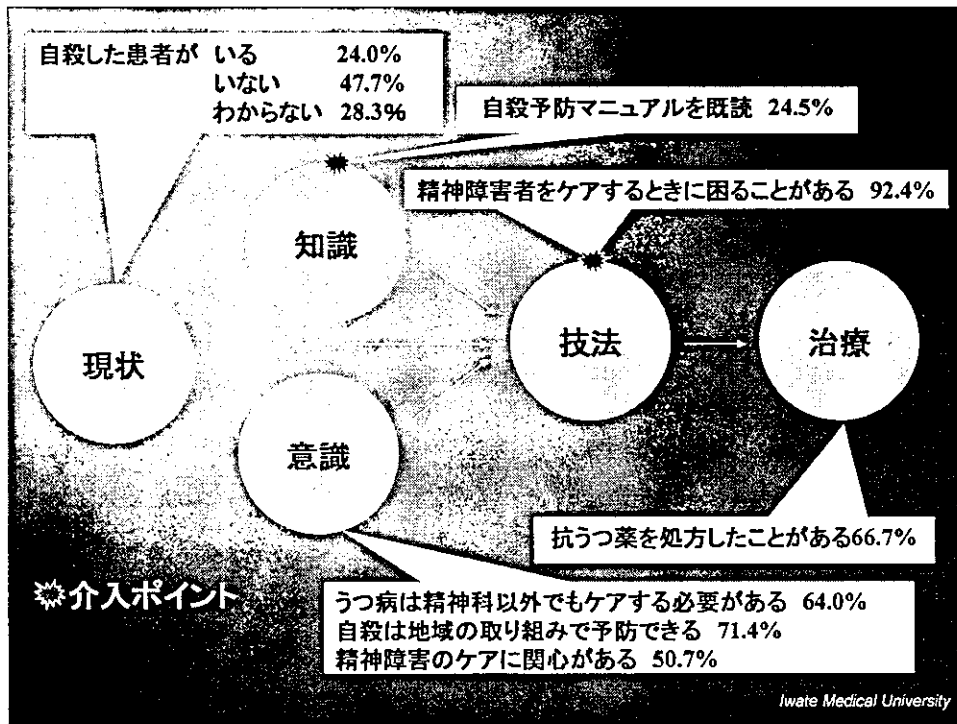 自殺した患者が いる 24.0%
いない 47.7%
わからない 28.3%
自殺予防マニュアルを既読 24.5%
精神障害者をケアするときに困ることがある 92.4%
知識
現状
技法
治療
意識
抗うつ薬を処方したことがある66.7%
介入ポイント
うつ病は精神科以外でもケアする必要がある 64.0%
自殺は地域の取り組みで予防できる 71.4%
精神障害のケアに関心がある 50.7%
Iwate Medical University